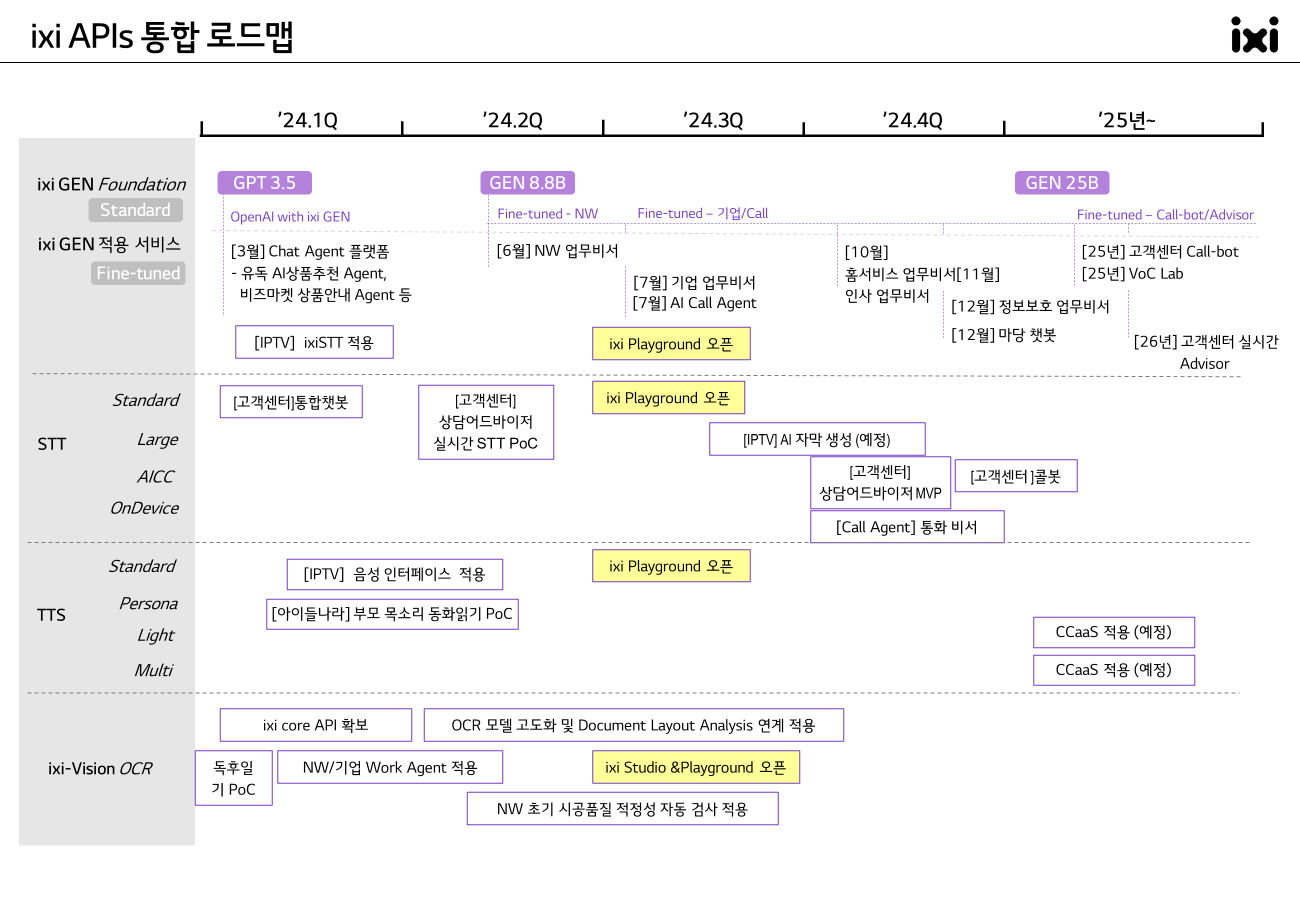 ixi APIs 통합 로드맵
ixi
’24.1Q
’24.2Q
’24.3Q
’24.4Q
’25년~
ixi GEN Foundation
Standard
ixi GEN 적용 서비스
Fine-tuned
GPT 3.5
GEN 8.8B
GEN 25B
OpenAI with ixi GEN
Fine-tuned - NW
Fine-tuned – 기업/Call
Fine-tuned – Call-bot/Advisor
[3월] Chat Agent 플랫폼
- 유독 AI상품추천 Agent,
비즈마켓 상품안내 Agent 등
[6월] NW 업무비서
[7월] 기업 업무비서
[7월] AI Call Agent
[10월]
홈서비스 업무비서[11월]
인사 업무비서
[12월] 정보보호 업무비서
[12월] 마당 챗봇
[25년] 고객센터 Call-bot
[25년] VoC Lab
[26년] 고객센터 실시간
Advisor
[IPTV] ixiSTT 적용
ixi Playground 오픈
STT
Standard
Large
AICC
OnDevice
[고객센터]통합챗봇
[고객센터]
상담어드바이저
실시간 STT PoC
ixi Playground 오픈
[IPTV] AI 자막 생성 (예정)
[고객센터]
상담어드바이저 MVP
[고객센터 ]콜봇
[Call Agent] 통화 비서
TTS
Standard
Persona
Light
Multi
[IPTV] 음성 인터페이스 적용
ixi Playground 오픈
[아이들나라] 부모 목소리 동화읽기 PoC
CCaaS 적용 (예정)
CCaaS 적용 (예정)
ixi-Vision OCR
ixi core API 확보
OCR 모델 고도화 및 Document Layout Analysis 연계 적용
독후일
기 PoC
NW/기업 Work Agent 적용
ixi Studio &Playground 오픈
NW 초기 시공품질 적정성 자동 검사 적용